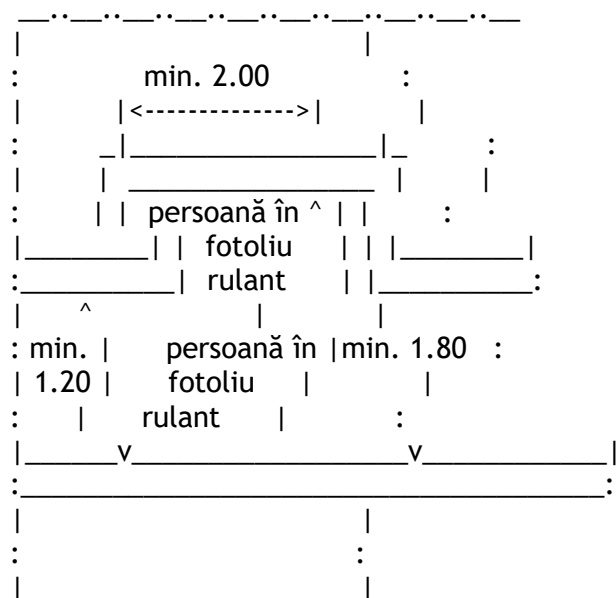 min. 2.00
persoană în
fotoliu
rulant
min. persoană în min. 1.80
1.20 fotoliu
rulant